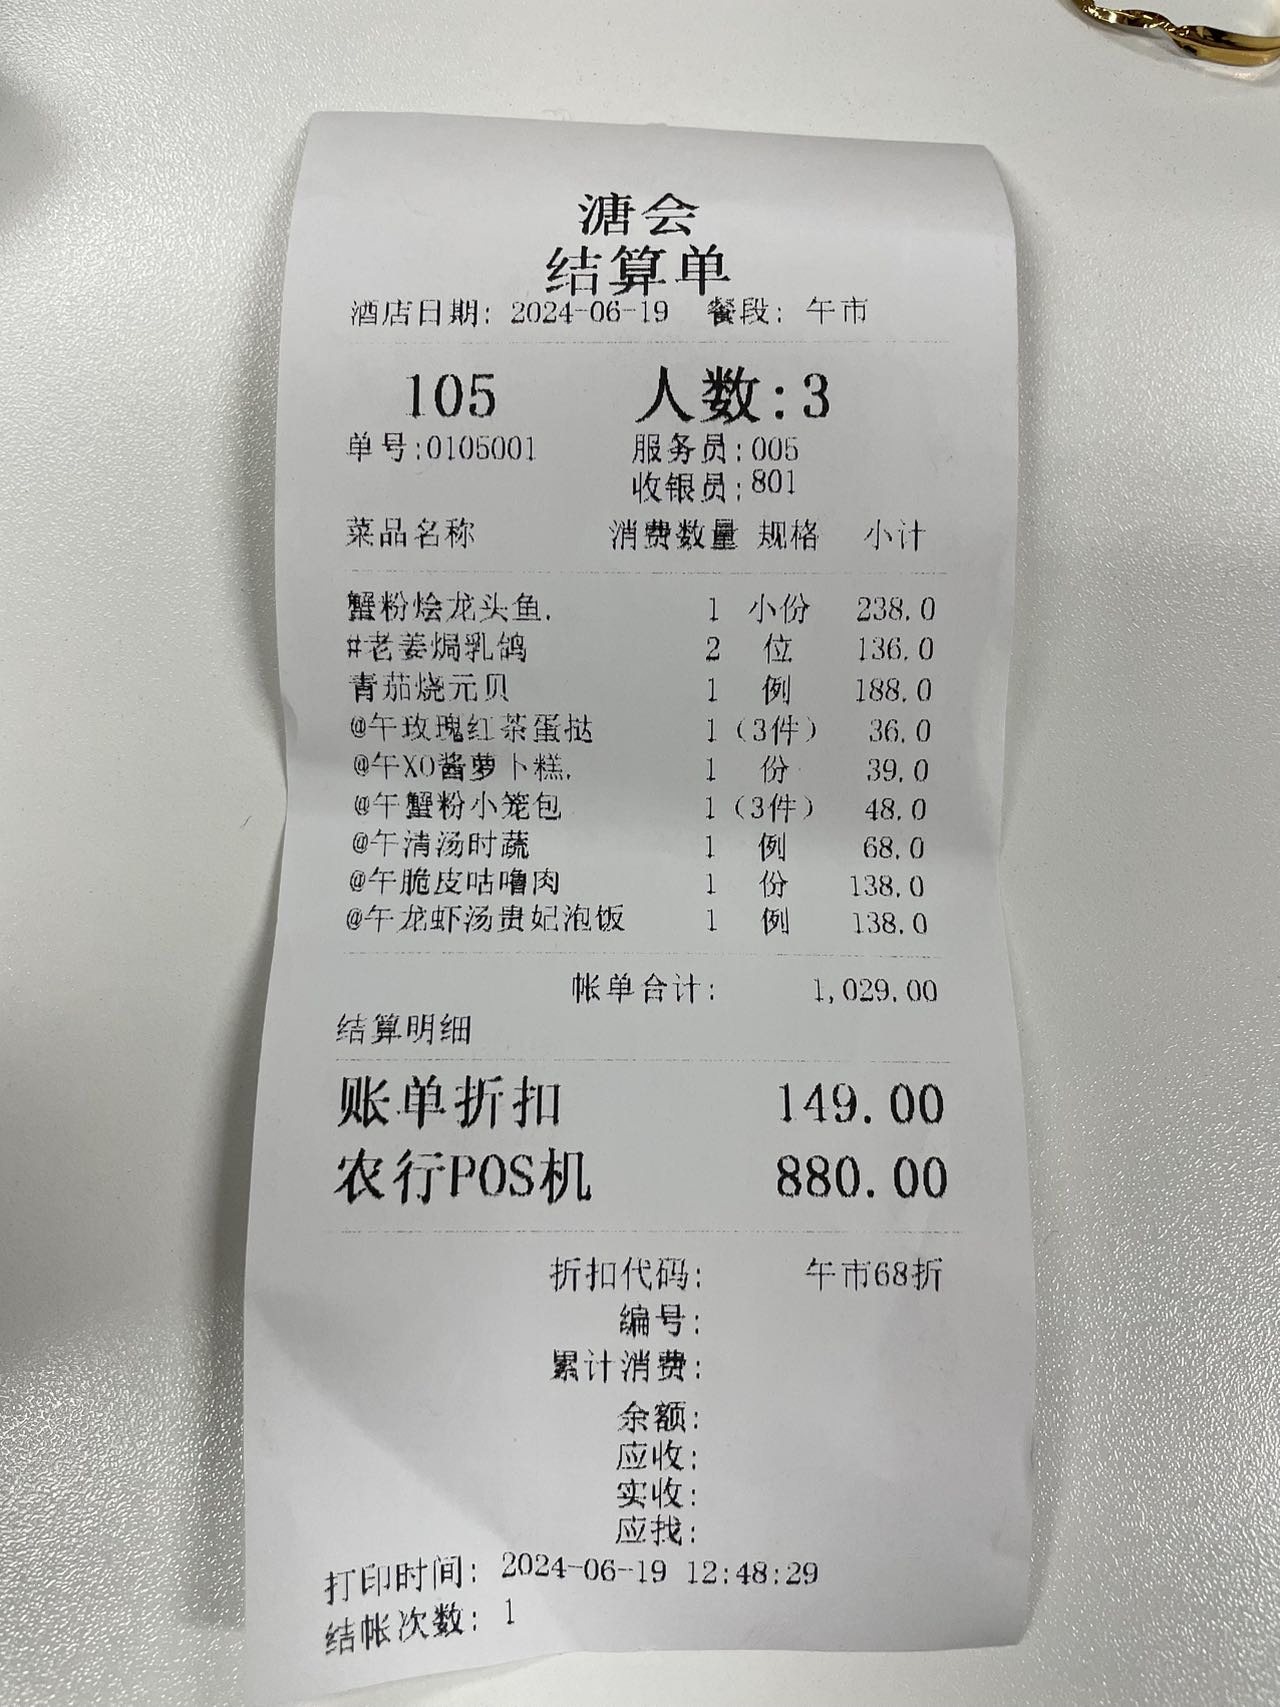 溏会
结算单
酒店日期: 2024-06-19 餐段: 午市
105 人数:3
单号:0105001 服务员:005
收银员:801
菜品名称 消费数量 规格 小计
蟹粉烩龙头鱼. 1 小份 238.0
#老姜焗乳鸽 2 位 136.0
青茄烧元贝 1 例 188.0
@午玫瑰红茶蛋挞 1 (3件) 36.0
@午XO酱萝卜糕. 1 份 39.0
@午蟹粉小笼包 1 (3件) 48.0
@午清汤时蔬 1 例 68.0
@午脆皮咕噜肉 1 份 138.0
@午龙虾汤贵妃泡饭 1 例 138.0
帐单合计: 1,029.00
结算明细
账单折扣 149.00
农行POS机 880.00
折扣代码: 午市68折
编号:
累计消费:
余额:
应收:
实收:
应找:
打印时间: 2024-06-19 12:48:29
结帐次数: 1